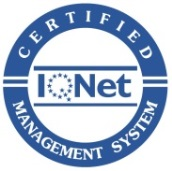 CERTIFIED
IQNet
MANAGEMENT SYSTEM